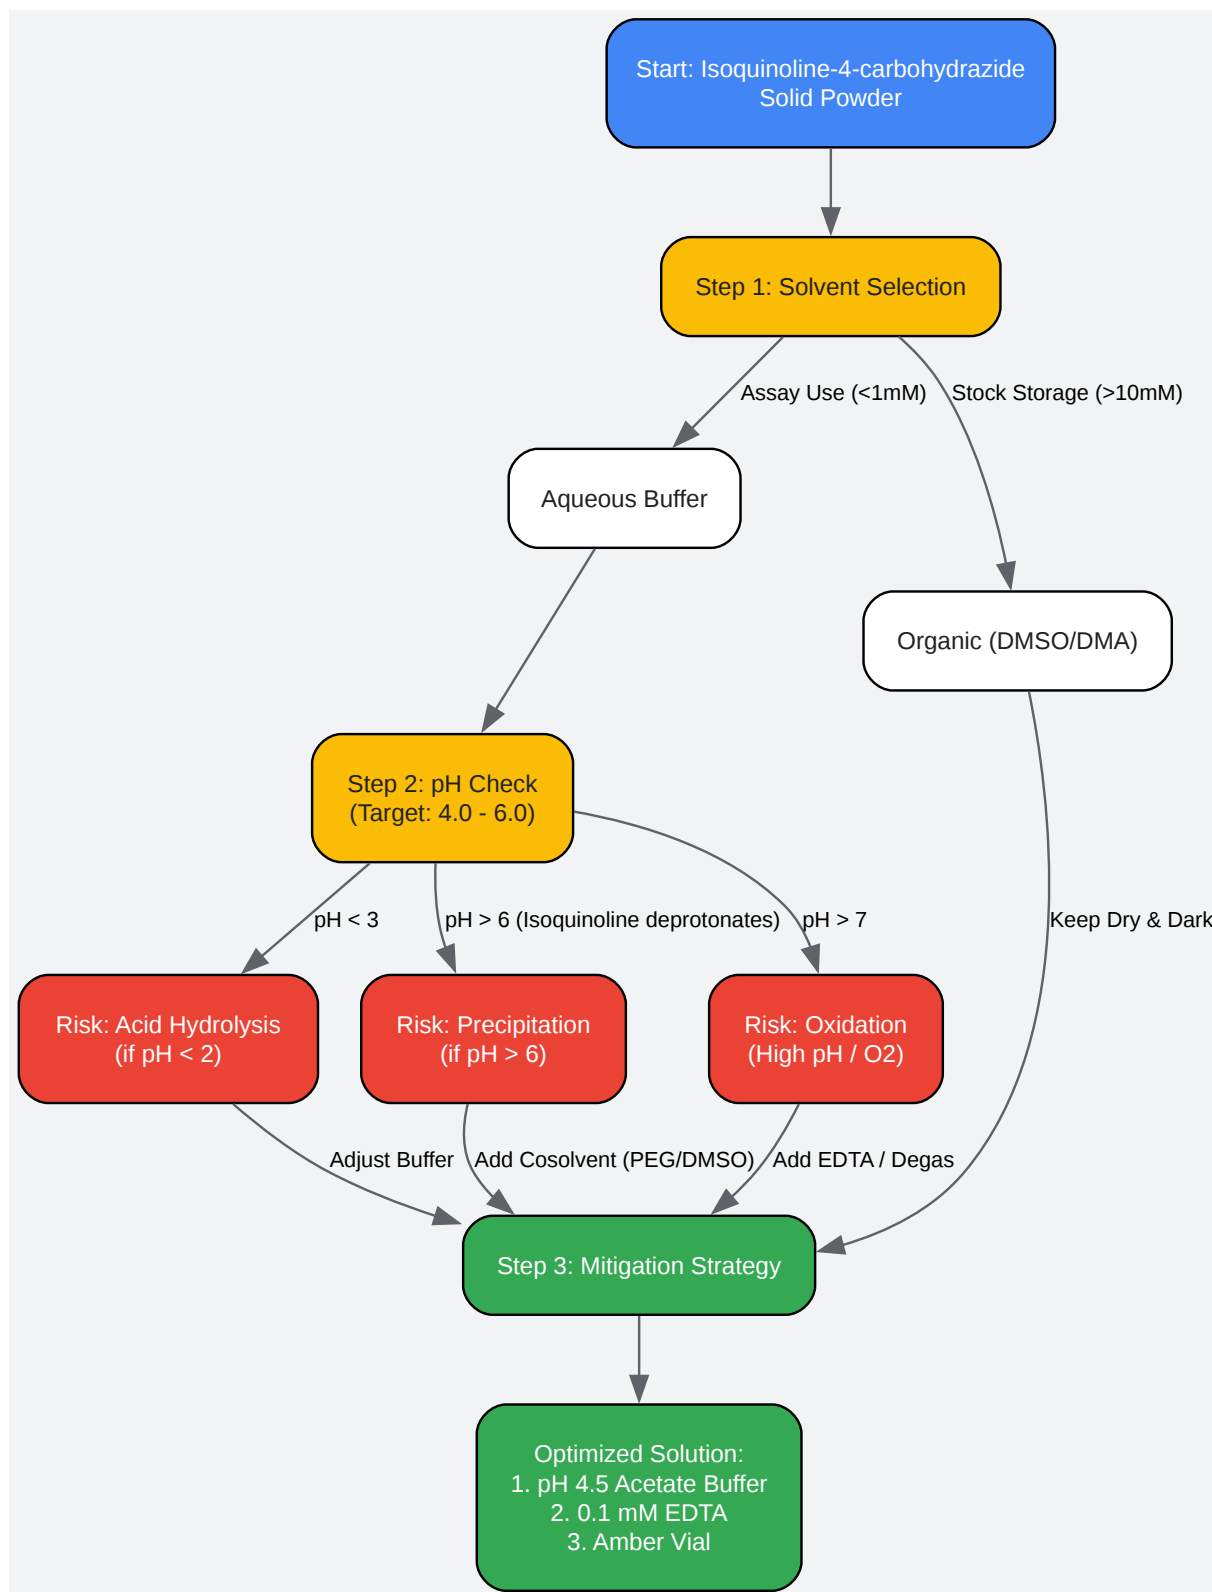 Start: Isoquinoline-4-carbohydrazide
Solid Powder
Step 1: Solvent Selection
Assay Use (<1mM)
Stock Storage (>10mM)
Aqueous Buffer
Organic (DMSO/DMA)
Step 2: pH Check
(Target: 4.0 - 6.0)
pH < 3
pH > 6 (Isoquinoline deprotonates)
pH > 7
Keep Dry & Dark
Risk: Acid Hydrolysis
(if pH < 2)
Risk: Precipitation
(if pH > 6)
Risk: Oxidation
(High pH / O2)
Adjust Buffer
Add Cosolvent (PEG/DMSO)
Add EDTA / Degas
Step 3: Mitigation Strategy
Optimized Solution:
1. pH 4.5 Acetate Buffer
2. 0.1 mM EDTA
3. Amber Vial